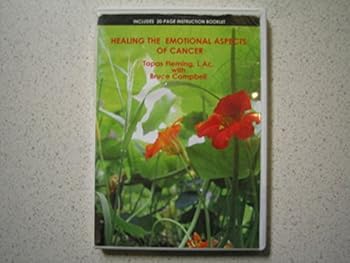 INCLUDES 20-PAGE INSTRUCTION BOOKLET
HEALING THE EMOTIONAL ASPECTS
OF CANCER
Tapas Fleming, L.Ac.
with
Bruce Campbell